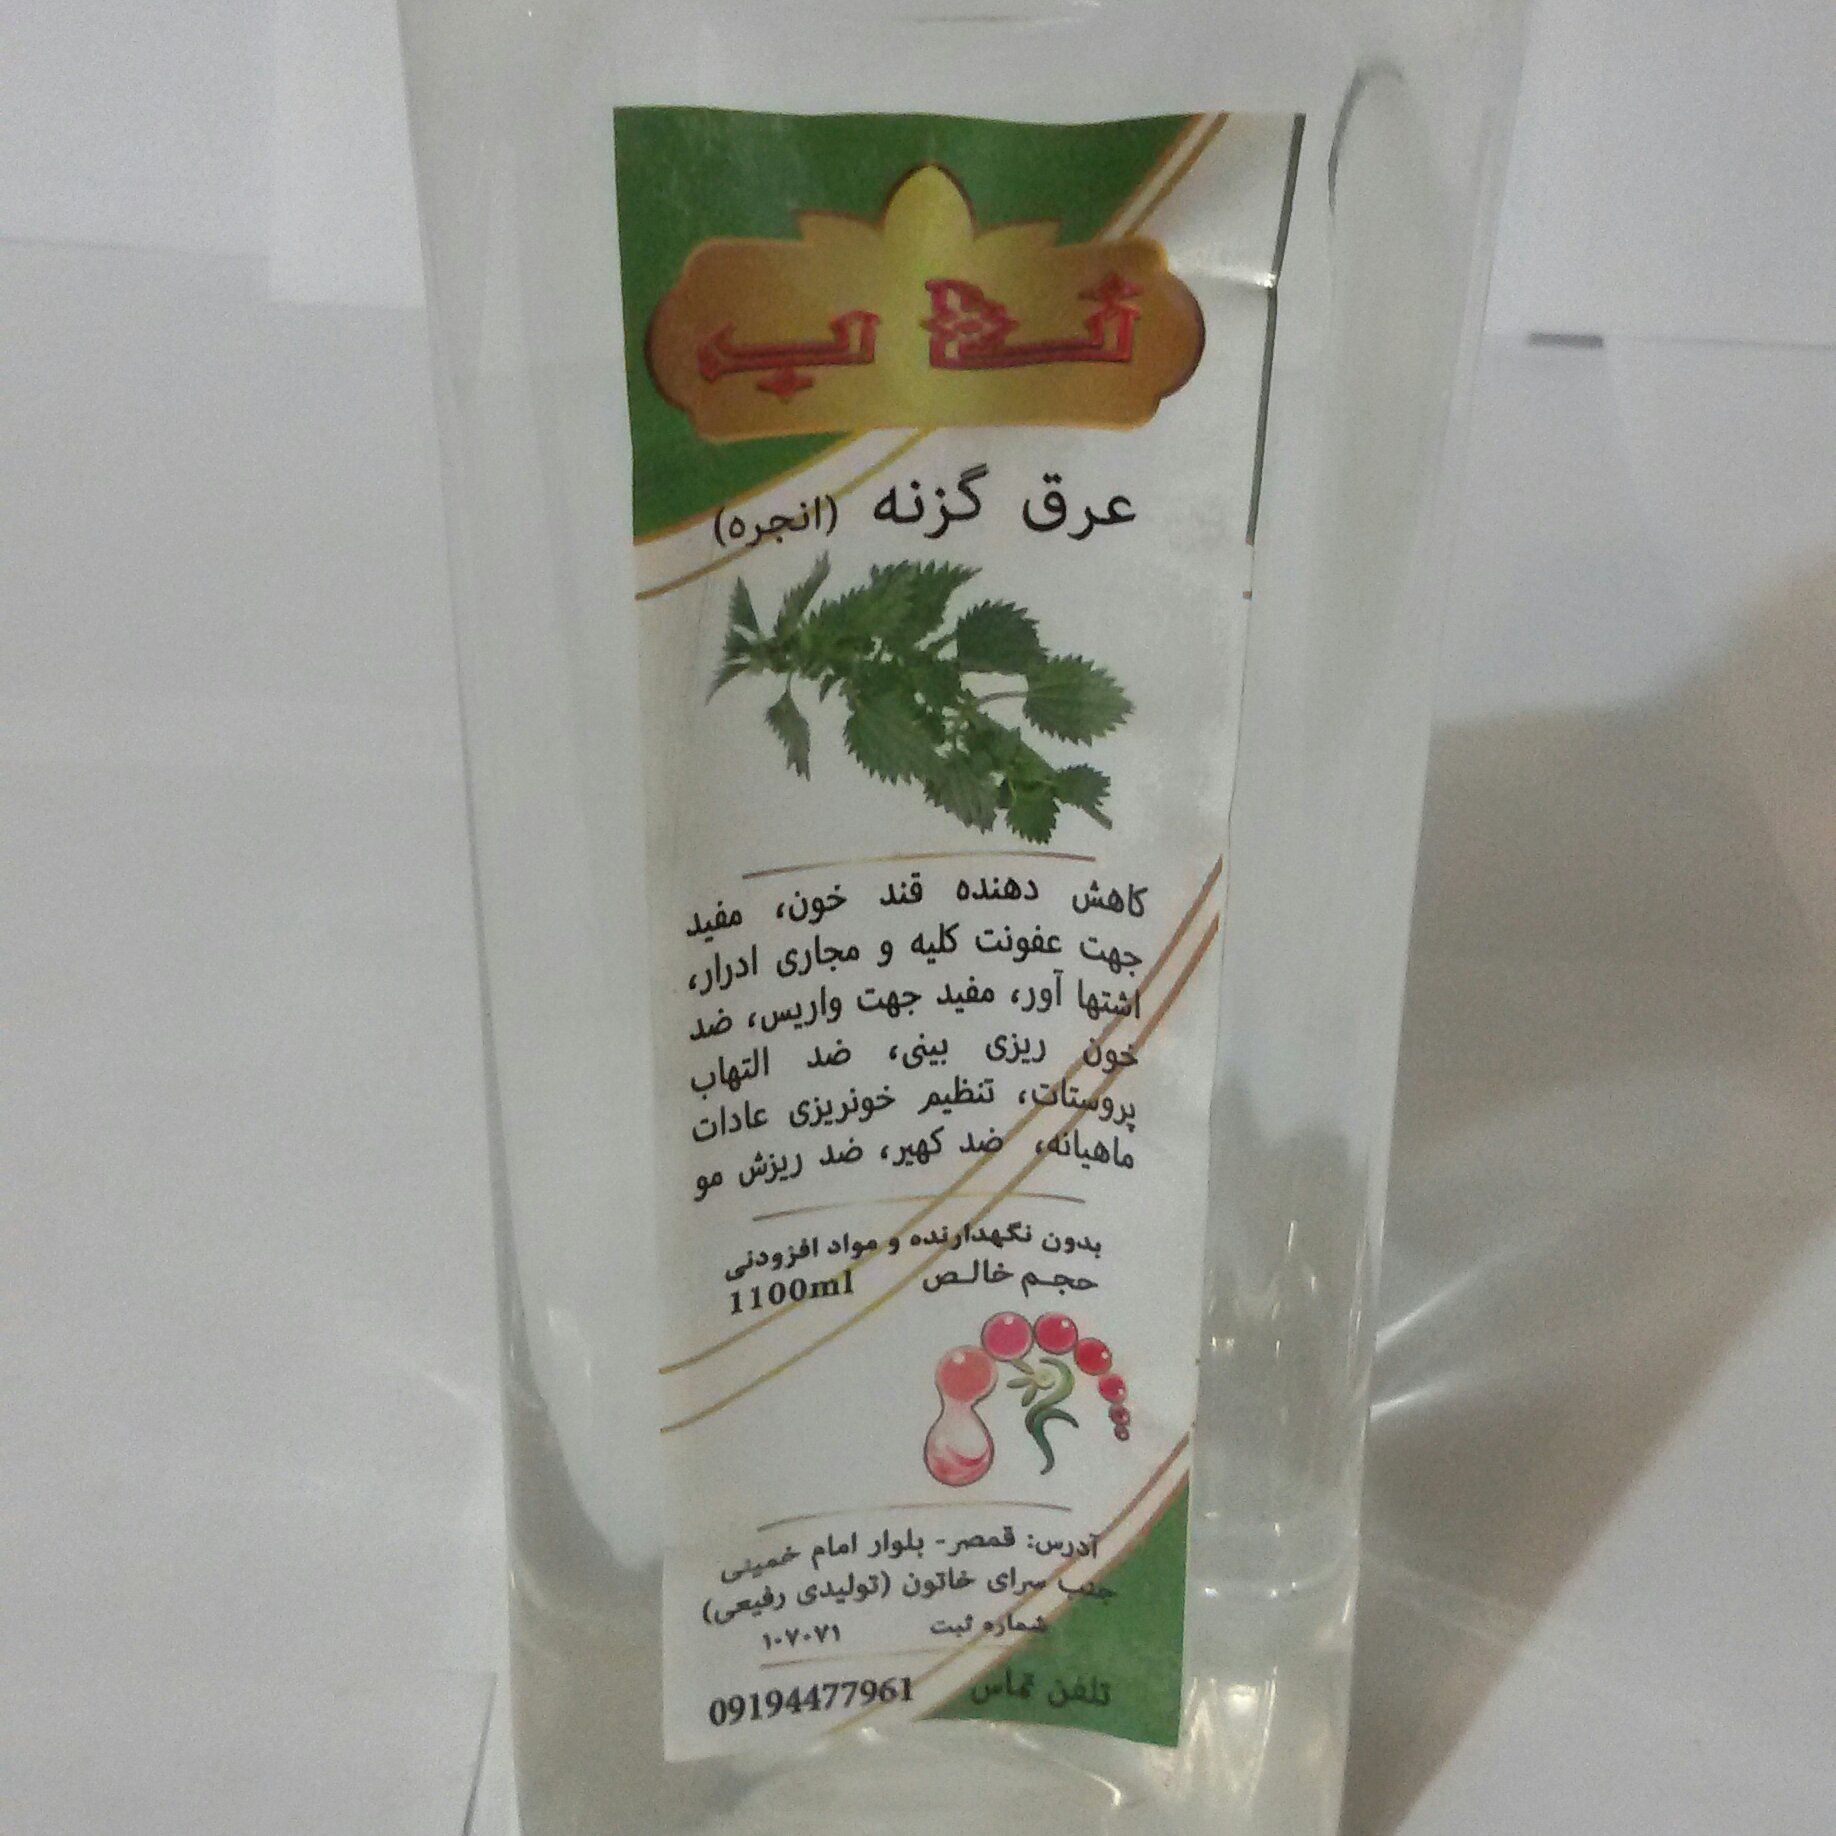 عرق گزنه (انجره)
کاهش دهنده قند خون، مفید
جهت عفونت کلیه و مجاری ادرار،
اشتها آور، مفید جهت واریس، ضد
خون ریزی بینی، ضد التهاب
پروستات، تنظیم خونریزی عادات
ماهیانه، ضد کهیر، ضد ریزش مو
بدون نگهدارنده و مواد افزودنی
حجم خالص 1100ml
آدرس: قمصر- بلوار امام خمینی
جنب سرای خاتون (تولیدی رفیعی)
شماره ثبت ۱۰۷۰۷۱
تلفن تماس 09194477961